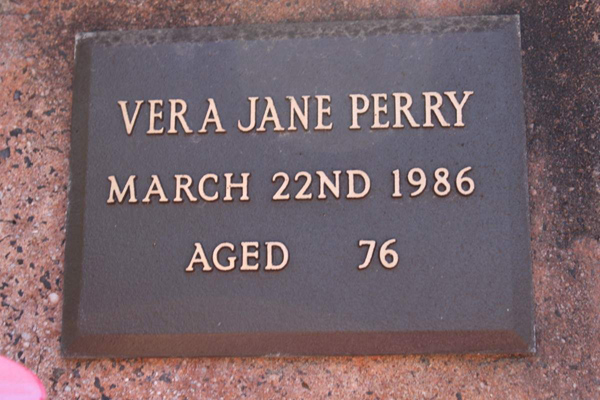 VERA JANE PERRY
MARCH 22ND 1986
AGED 76